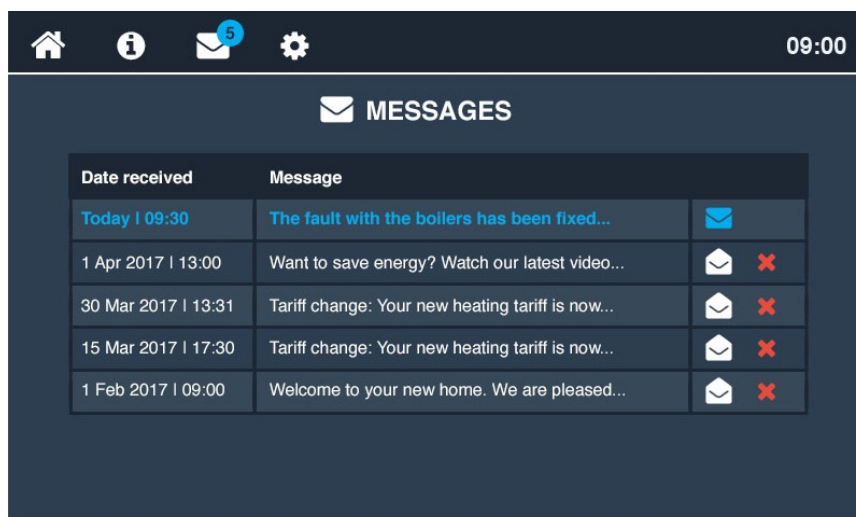 5
09:00
MESSAGES
Date received Message
Today | 09:30 The fault with the boilers has been fixed...
1 Apr 2017 | 13:00 Want to save energy? Watch our latest video...
30 Mar 2017 | 13:31 Tariff change: Your new heating tariff is now...
15 Mar 2017 | 17:30 Tariff change: Your new heating tariff is now...
1 Feb 2017 | 09:00 Welcome to your new home. We are pleased...